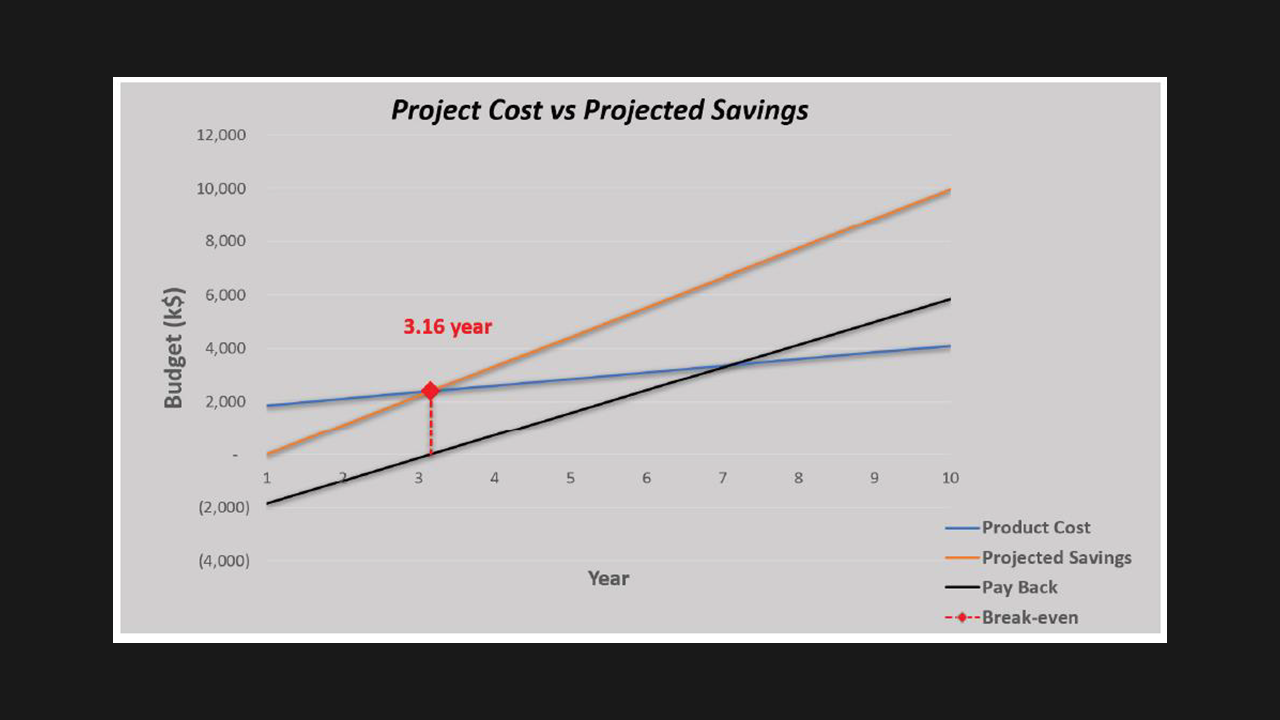 Project Cost vs Projected Savings
12,000
10,000
8,000
6,000
4,000
2,000
-
(2,000)
(4,000)
Budget (k$)
3.16 year
1 2 3 4 5 6 7 8 9 10
Year
Product Cost
Projected Savings
Pay Back
Break-even